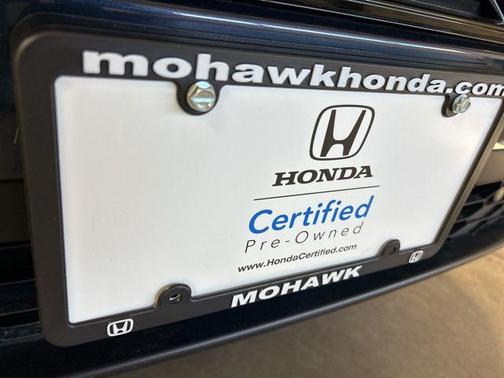 mohawkhonda.com
HONDA
Certified
Pre-Owned
www.HondaCertified.com
MOHAWK